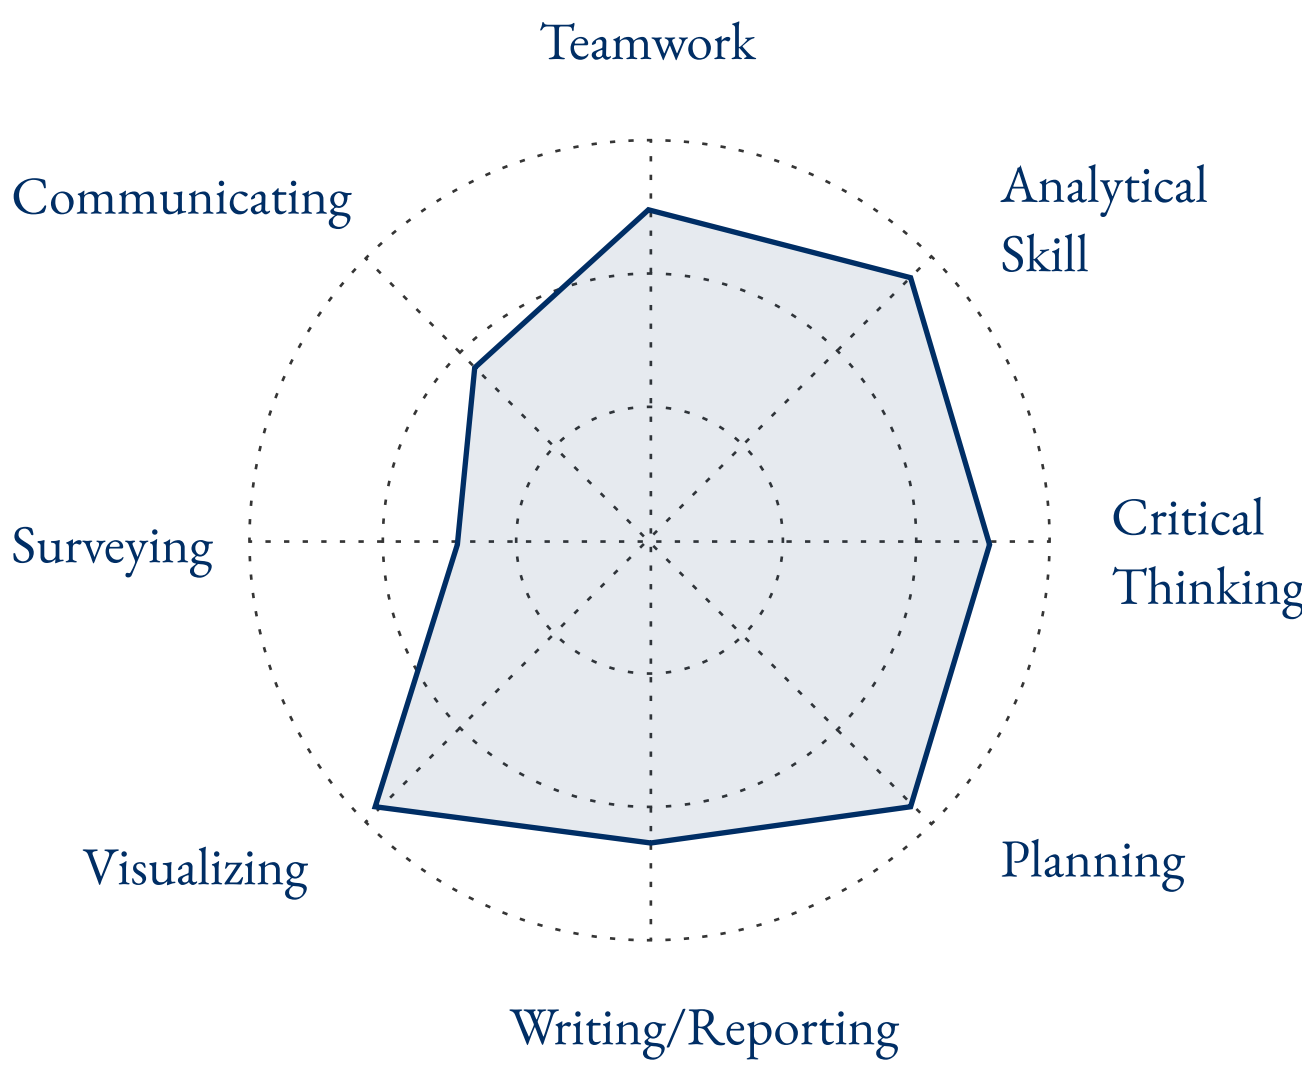 Teamwork
Communicating
Analytical
Skill
Surveying
Critical
Thinking
Visualizing
Planning
Writing/Reporting